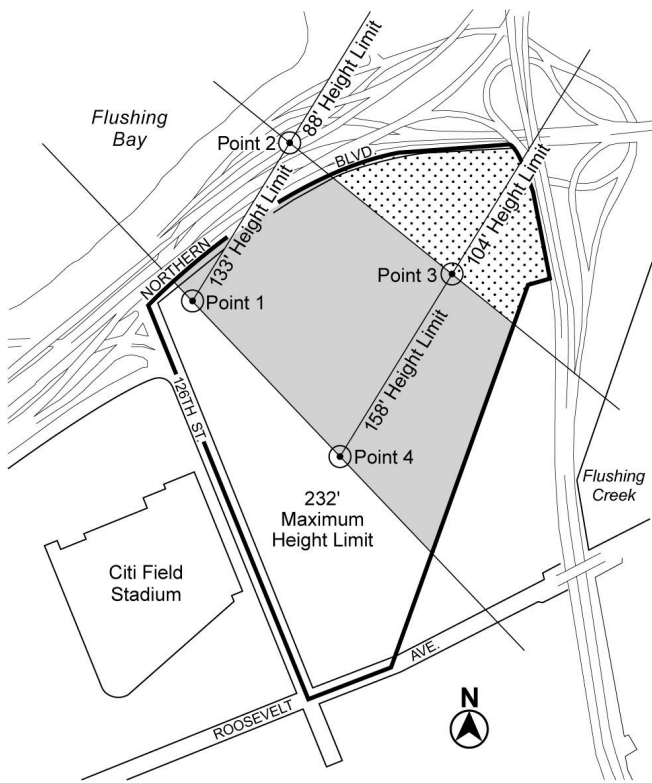 88' Height Limit
Flushing
Bay
Point 2
BLVD.
104' Height Limit
133' Height Limit
NORTHERN
Point 3
Point 1
158' Height Limit
126TH ST.
Point 4
232'
Maximum
Height Limit
Flushing
Creek
Citi Field
Stadium
AVE.
ROOSEVELT
N